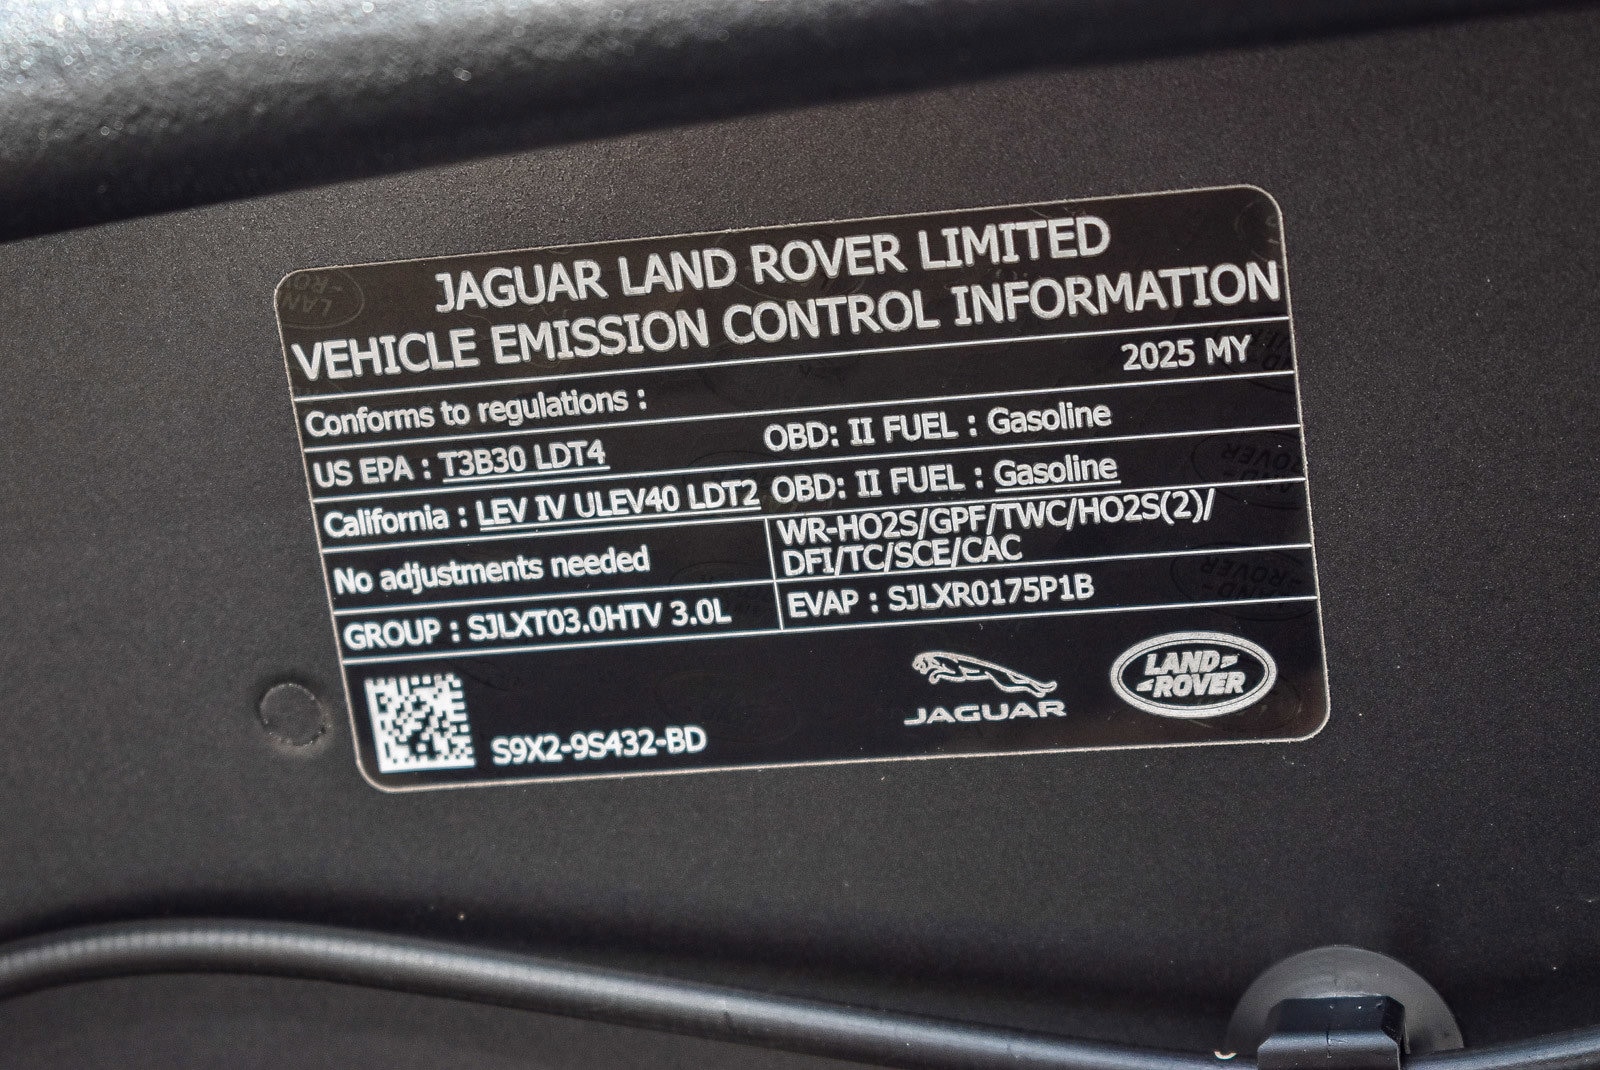 JAGUAR LAND ROVER LIMITED
VEHICLE EMISSION CONTROL INFORMATION
2025 MY
Conforms to regulations :
US EPA : T3B30 LDT4 OBD: II FUEL : Gasoline
California : LEV IV ULEV40 LDT2 OBD: II FUEL : Gasoline
No adjustments needed
WR-HO2S/GPF/TWC/HO2S(2)/
DFI/TC/SCE/CAC
GROUP : SJLXT03.0HTV 3.0L
EVAP : SJLXR0175P1B
S9X2-9S432-BD
JAGUAR
LAND
ROVER